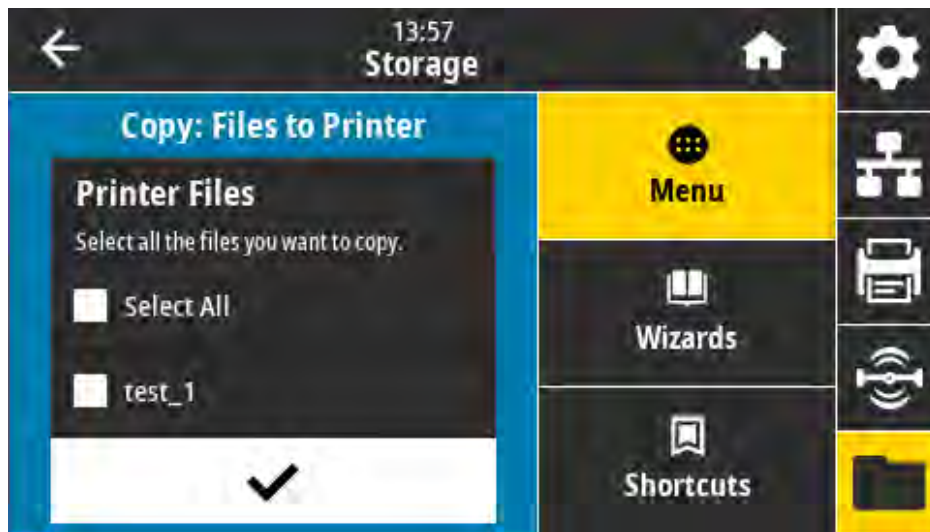 13:57
Storage
Copy: Files to Printer
Printer Files
Select all the files you want to copy.
Select All
test_1
Menu
Wizards
Shortcuts